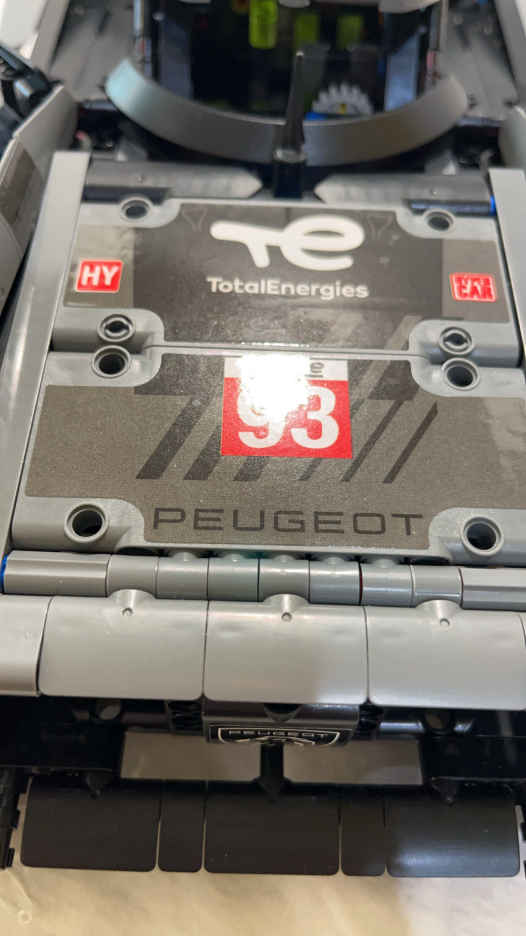 HY
TotalEnergies
93
PEUGEOT
PEUGEOT